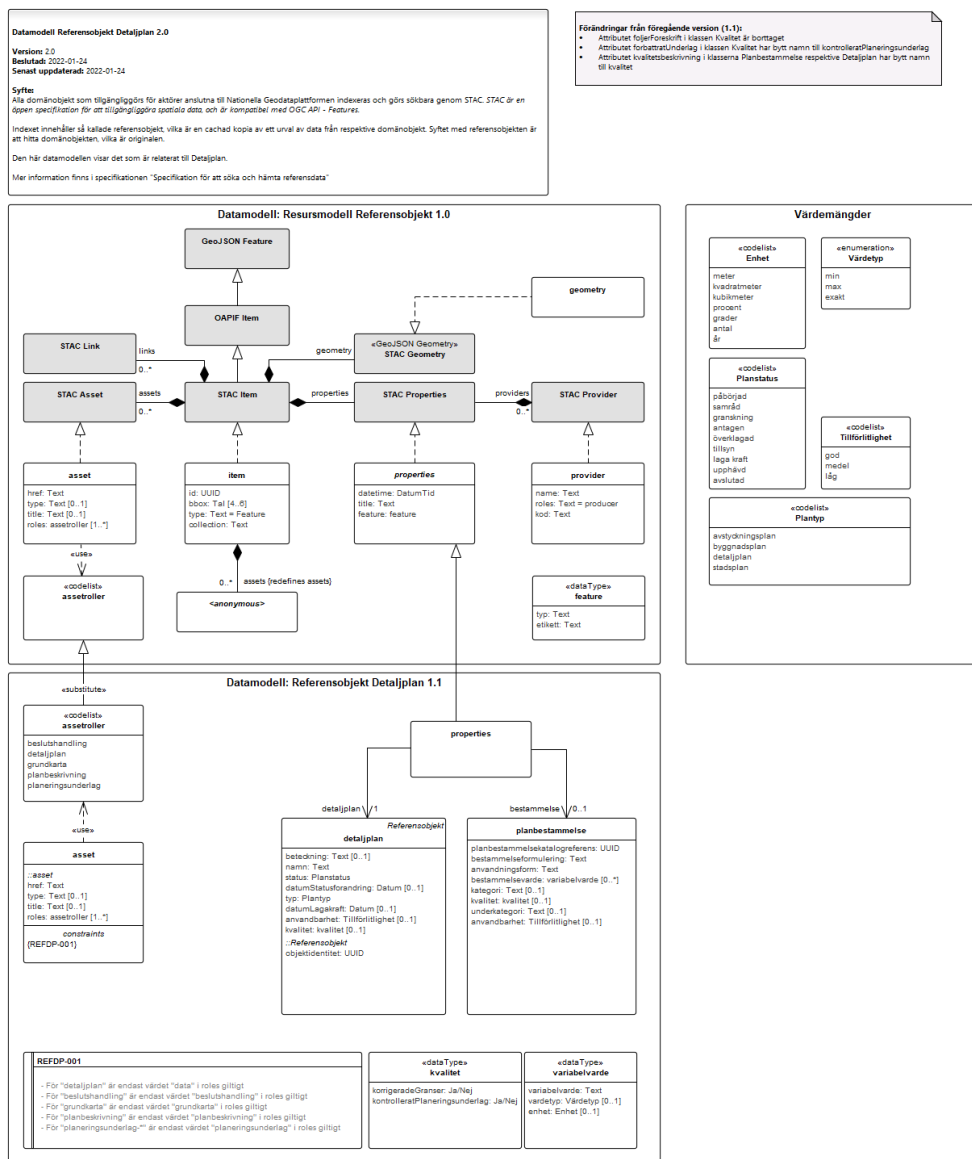 Datamodell Referensobjekt Detaljplan 2.0
Version: 2.0
Beslutad: 2022-01-24
Senast uppdaterad: 2022-01-24
Syfte:
Alla domänobjekt som tillgängliggörs för aktörer anslutna till Nationella Geodataplattformen indexeras och görs sökbara genom STAC. STAC är en
öppen specifikation för att tillgängliggöra spatiala data, och är kompatibel med OGC API - Features.
Indexet innehåller så kallade referensobjekt, vilka är en cachad kopia av ett urval av data från respektive domänobjekt. Syftet med referensobjekten är
att hitta domänobjekten, vilka är originalen.
Den här datamodellen visar det som är relaterat till Detaljplan.
Mer information finns i specifikationen "Specifikation för att söka och hämta referensdata"
Förändringar från föregående version (1.1):
• Attributet foljerForeskrift i klassen Kvalitet är borttaget
• Attributet forbattratUnderlag i classen Kvalitet har bytt namn till kontrolleratPlaneringsunderlag
• Attributet kvalitetsbeskrivning i klasserna Planbestammelse respektive Detaljplan har bytt namn
till kvalitet
Datamodell: Resursmodell Referensobjekt 1.0
GeoJSON Feature
OAPIF Item
geometry
STAC Link
links
0..*
geometry
«GeoJSON Geometry»
STAC Geometry
STAC Asset
assets
0..*
STAC Item
properties
STAC Properties
providers
0..*
STAC Provider
asset
href: Text
type: Text [0..1]
title: Text [0..1]
roles: assetroller [1..*]
item
id: UUID
bbox: Tal [4..6]
type: Text = Feature
collection: Text
properties
datetime: DatumTid
title: Text
feature: feature
provider
name: Text
roles: Text = producer
kod: Text
«use»
«codelist»
assetroller
0..*
assets {redefines assets}
<anonymous>
«dataType»
feature
typ: Text
etikett: Text
Värdemängder
«codelist»
Enhet
meter
kvadratmeter
kubikmeter
procent
grader
antal
år
«enumeration»
Värdetyp
min
max
exakt
«codelist»
Planstatus
påbörjad
samråd
granskning
antagen
överklagad
tillsyn
laga kraft
upphävd
avslutad
«codelist»
Tillförlitlighet
god
medel
låg
«codelist»
Plantyp
avstyckningsplan
byggnadsplan
detaljplan
stadsplan
Datamodell: Referensobjekt Detaljplan 1.1
«substitute»
«codelist»
assetroller
beslutshandling
detaljplan
grundkarta
planbeskrivning
planeringsunderlag
«use»
asset
::asset
href: Text
type: Text [0..1]
title: Text [0..1]
roles: assetroller [1..*]
constraints
{REFDP-001}
properties
detaljplan
1
bestammelse
0..1
Referensobjekt
detaljplan
beteckning: Text [0..1]
namn: Text
status: Planstatus
datumStatusforandring: Datum [0..1]
typ: Plantyp
datumLagakraft: Datum [0..1]
anvandbarhet: Tillförlitlighet [0..1]
kvalitet: kvalitet [0..1]
::Referensobjekt
objektidentitet: UUID
planbestammelse
planbestammelsekatalogreferens: UUID
bestammelseformulering: Text
anvandningsform: Text
bestammelsevarde: variabelvarde [0..*]
kategori: Text [0..1]
kvalitet: kvalitet [0..1]
underkategori: Text [0..1]
anvandbarhet: Tillförlitlighet [0..1]
REFDP-001
- För "detaljplan" är endast värdet "data" i roles giltigt
- För "beslutshandling" är endast värdet "beslutshandling" i roles giltigt
- För "grundkarta" är endast värdet "grundkarta" i roles giltigt
- För "planbeskrivning" är endast värdet "planbeskrivning" i roles giltigt
- För "planeringsunderlag-*" är endast värdet "planeringsunderlag" i roles giltigt
«dataType»
kvalitet
korrigeradeGranser: Ja/Nej
kontrolleratPlaneringsunderlag: Ja/Nej
«dataType»
variabelvarde
variabelvarde: Text
vardetyp: Värdetyp [0..1]
enhet: Enhet [0..1]